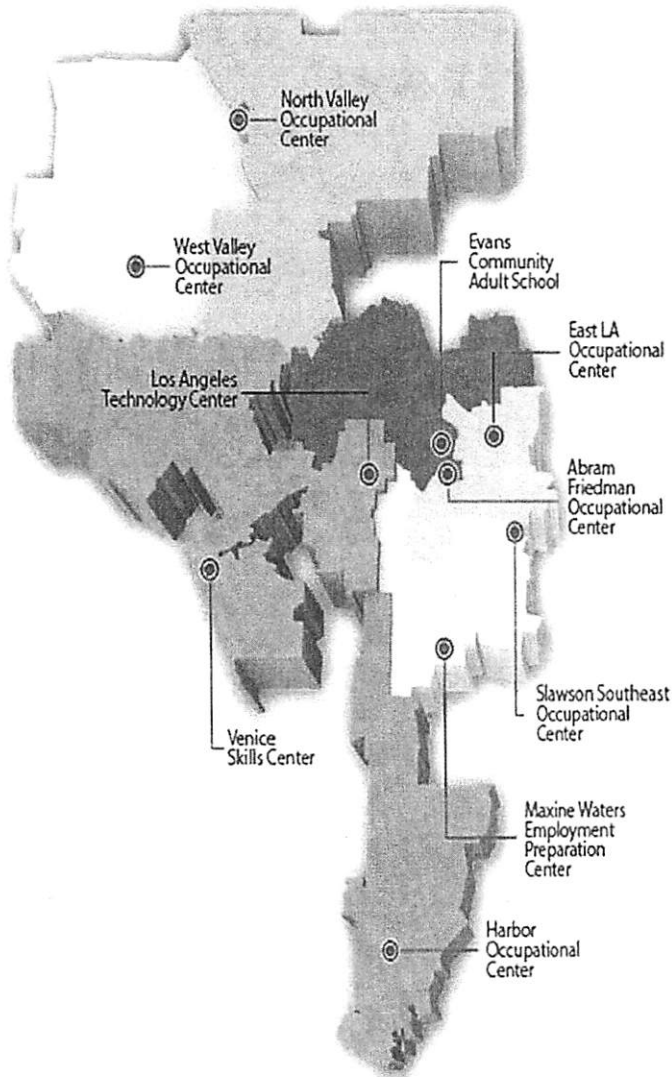 North Valley
Occupational
Center
West Valley
Occupational
Center
Evans
Community
Adult School
East LA
Occupational
Center
Los Angeles
Technology Center
Abram
Friedman
Occupational
Center
Slawson Southeast
Occupational
Center
Venice
Skills Center
Maxine Waters
Employment
Preparation
Center
Harbor
Occupational
Center